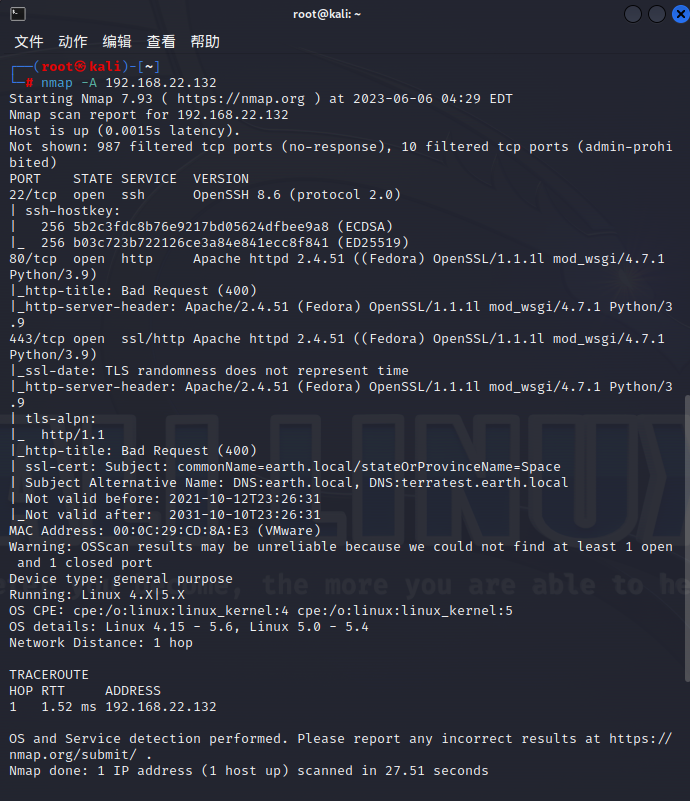 root@kali: ~
文件 动作 编辑 查看 帮助
┌──(root㉿kali)-[~]
└─# nmap -A 192.168.22.132
Starting Nmap 7.93 ( https://nmap.org ) at 2023-06-06 04:29 EDT
Nmap scan report for 192.168.22.132
Host is up (0.0015s latency).
Not shown: 987 filtered tcp ports (no-response), 10 filtered tcp ports (admin-prohi
bited)
PORT    STATE SERVICE  VERSION
22/tcp  open  ssh      OpenSSH 8.6 (protocol 2.0)
| ssh-hostkey:
|   256 5b2c3fdc8b76e9217bd05624dfbee9a8 (ECDSA)
|_  256 b03c723b722126ce3a84e841ecc8f841 (ED25519)
80/tcp  open  http     Apache httpd 2.4.51 ((Fedora) OpenSSL/1.1.1l mod_wsgi/4.7.1
Python/3.9)
|_http-title: Bad Request (400)
|_http-server-header: Apache/2.4.51 (Fedora) OpenSSL/1.1.1l mod_wsgi/4.7.1 Python/3
.9
443/tcp open  ssl/http Apache httpd 2.4.51 ((Fedora) OpenSSL/1.1.1l mod_wsgi/4.7.1
Python/3.9)
|_ssl-date: TLS randomness does not represent time
|_http-server-header: Apache/2.4.51 (Fedora) OpenSSL/1.1.1l mod_wsgi/4.7.1 Python/3
.9
| tls-alpn:
|_  http/1.1
|_http-title: Bad Request (400)
| ssl-cert: Subject: commonName=earth.local/stateOrProvinceName=Space
| Subject Alternative Name: DNS:earth.local, DNS:terratest.earth.local
| Not valid before: 2021-10-12T23:26:31
|_Not valid after:  2031-10-10T23:26:31
MAC Address: 00:0C:29:CD:8A:E3 (VMware)
Warning: OSScan results may be unreliable because we could not find at least 1 open
 and 1 closed port
Device type: general purpose
Running: Linux 4.X|5.X
OS CPE: cpe:/o:linux:linux_kernel:4 cpe:/o:linux:linux_kernel:5
OS details: Linux 4.15 - 5.6, Linux 5.0 - 5.4
Network Distance: 1 hop

TRACEROUTE
HOP RTT     ADDRESS
1   1.52 ms 192.168.22.132

OS and Service detection performed. Please report any incorrect results at https://
nmap.org/submit/ .
Nmap done: 1 IP address (1 host up) scanned in 27.51 seconds